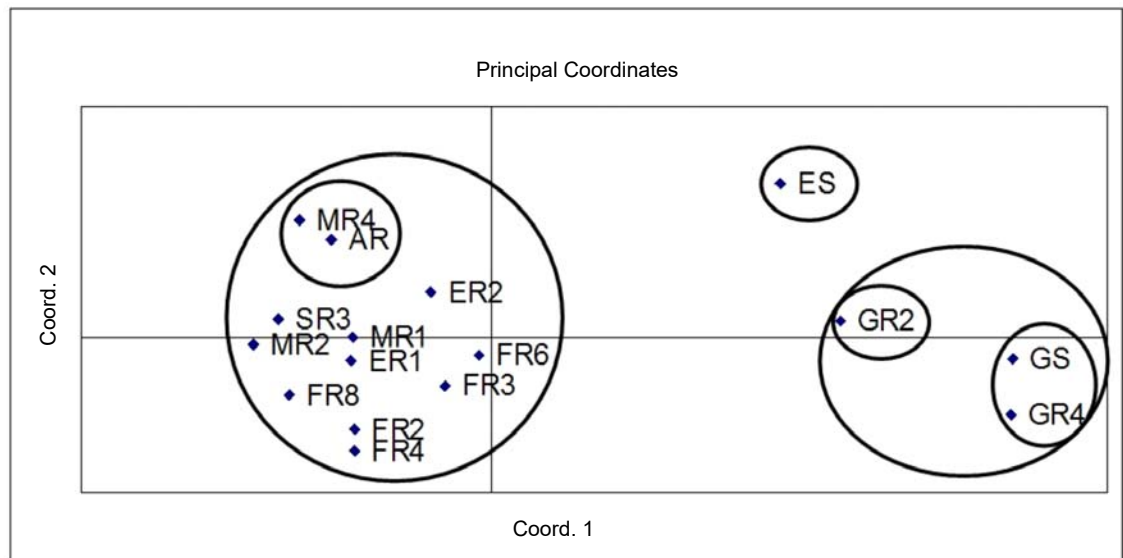 Principal Coordinates
ES
MR4
AR
ER2
SR3
GR2
MR1
MR2
ER1
FR6
GS
FR3
FR8
GR4
FR2
FR4
Coord. 2
Coord. 1